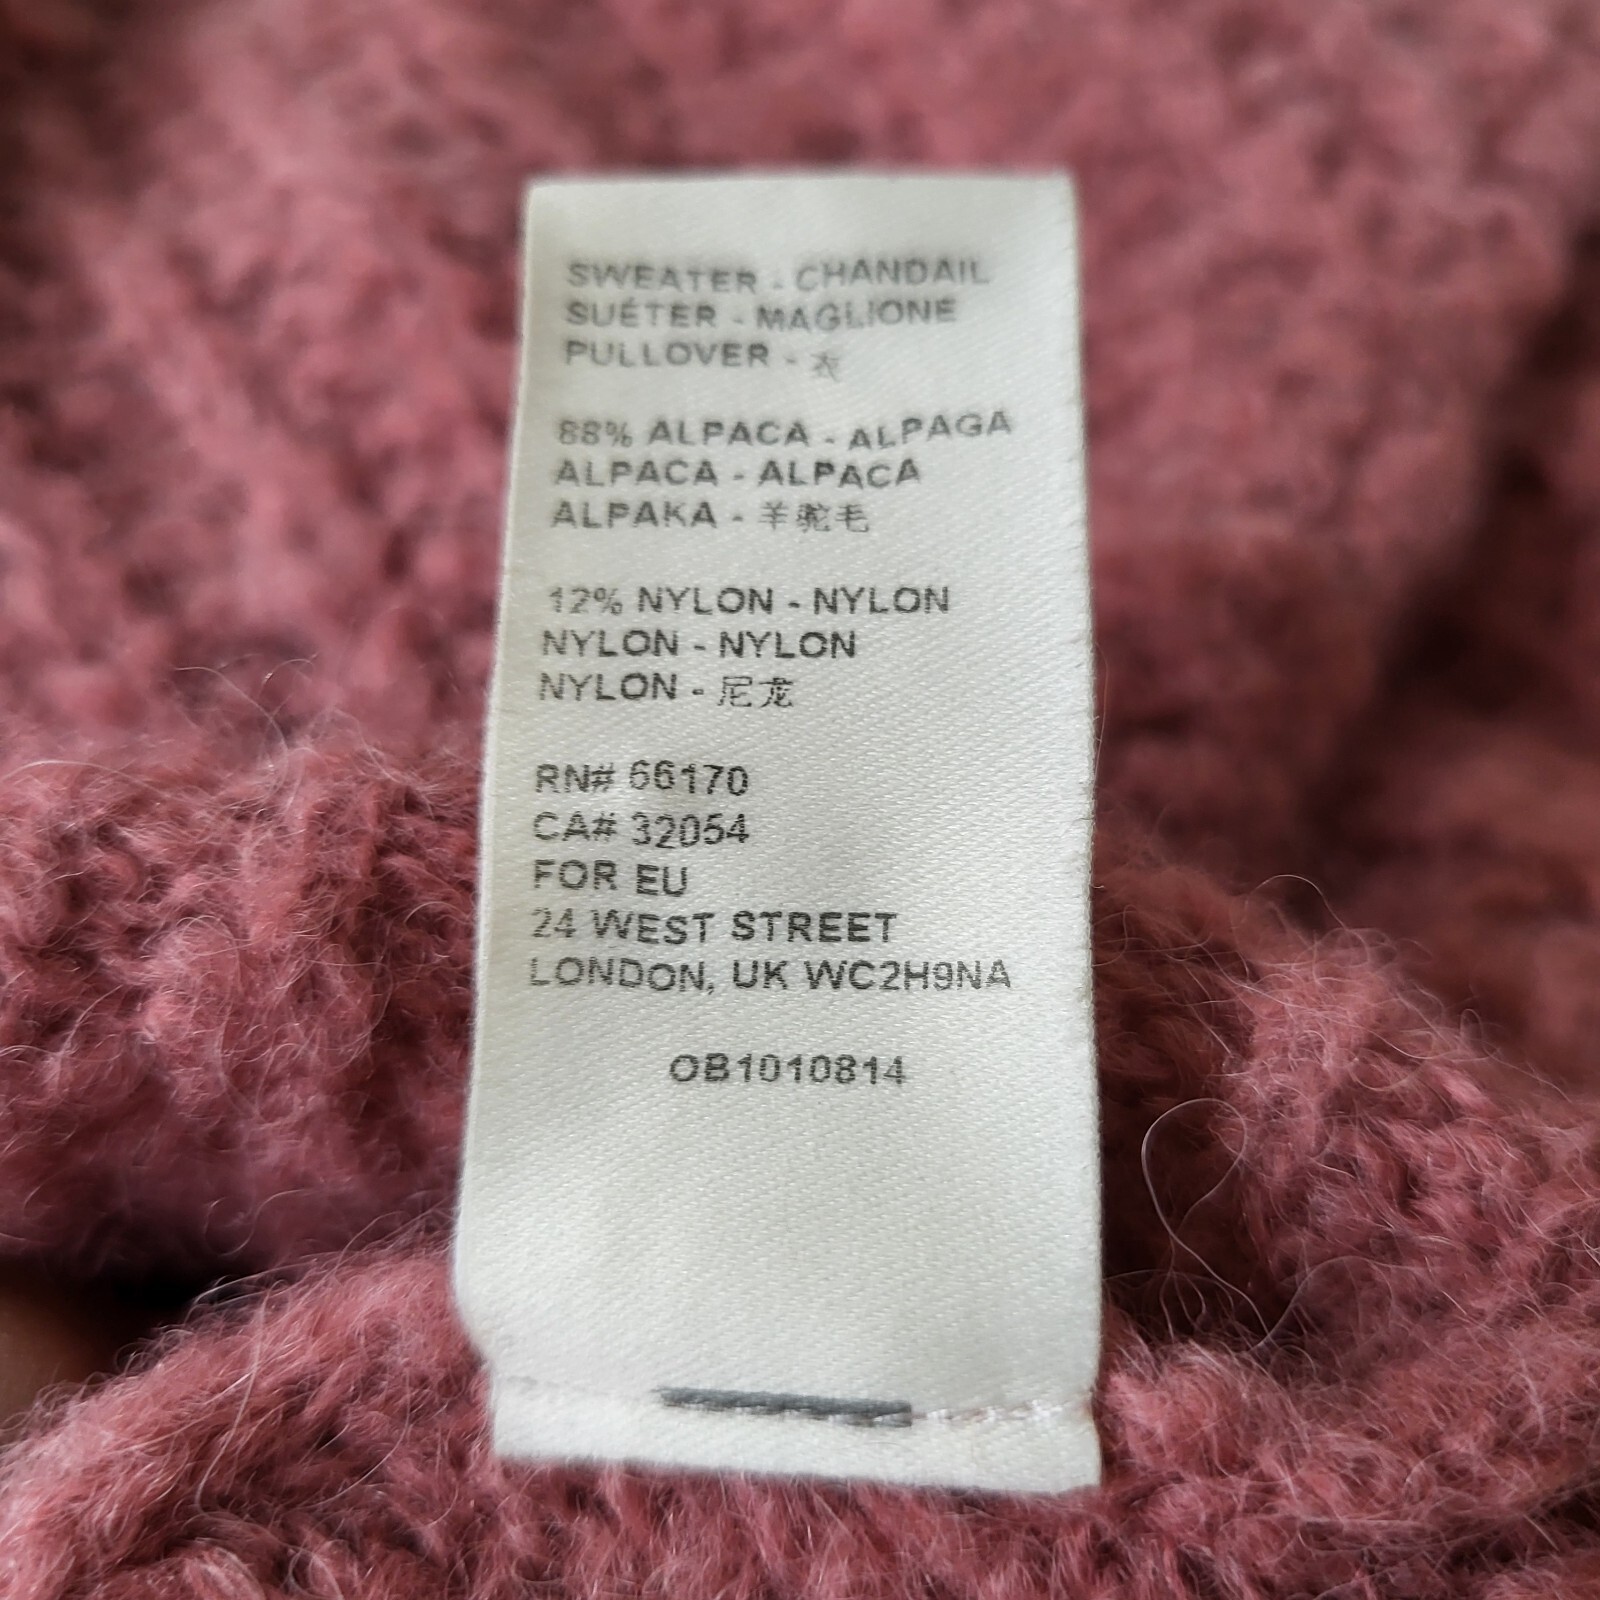 SWEATER - CHANDAIL
SUÉTER - MAGLIONE
PULLOVER - 衣
88% ALPACA - ALPAGA
ALPACA - ALPACA
ALPAKA - 羊驼毛
12% NYLON - NYLON
NYLON - NYLON
NYLON - 尼龙
RN# 66170
CA# 32054
FOR EU
24 WEST STREET
LONDON, UK WC2H9NA
OB1010814